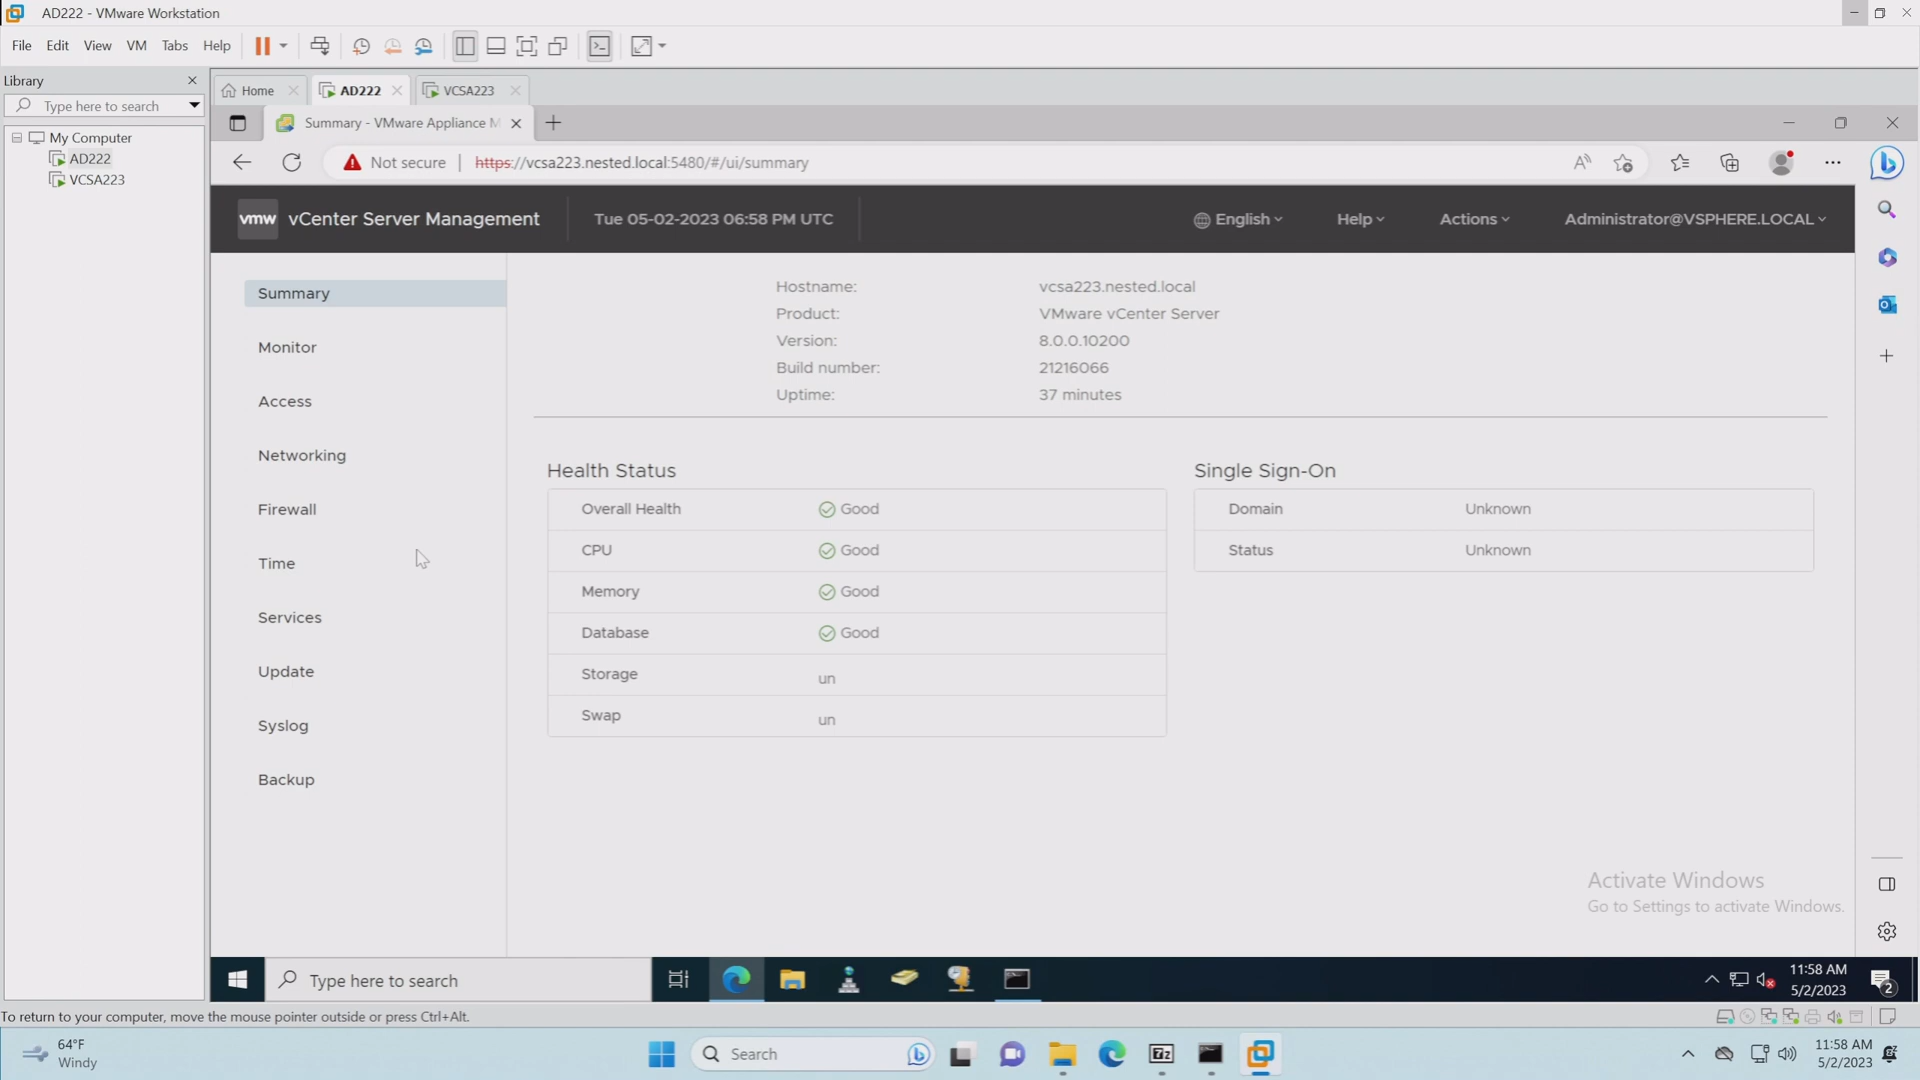 AD222 - VMware Workstation
File Edit View VM Tabs Help
Library
Type here to search
My Computer
AD222
VCSA223
Home AD222 VCSA223
Summary - VMware Appliance M
Not secure https://vcsa223.nested.local:5480/#/ui/summary
vmw vCenter Server Management Tue 05-02-2023 06:58 PM UTC English Help Actions Administrator@VSPHERE.LOCAL
Summary
Monitor
Access
Networking
Firewall
Time
Services
Update
Syslog
Backup
Hostname: vcsa223.nested.local
Product: VMware vCenter Server
Version: 8.0.0.10200
Build number: 21216066
Uptime: 37 minutes
Health Status
Overall Health Good
CPU Good
Memory Good
Database Good
Storage un
Swap un
Single Sign-On
Domain Unknown
Status Unknown
Activate Windows
Go to Settings to activate Windows.
Type here to search
11:58 AM
5/2/2023
2
To return to your computer, move the mouse pointer outside or press Ctrl+Alt.
64°F
Windy
Search
7z
11:58 AM
5/2/2023